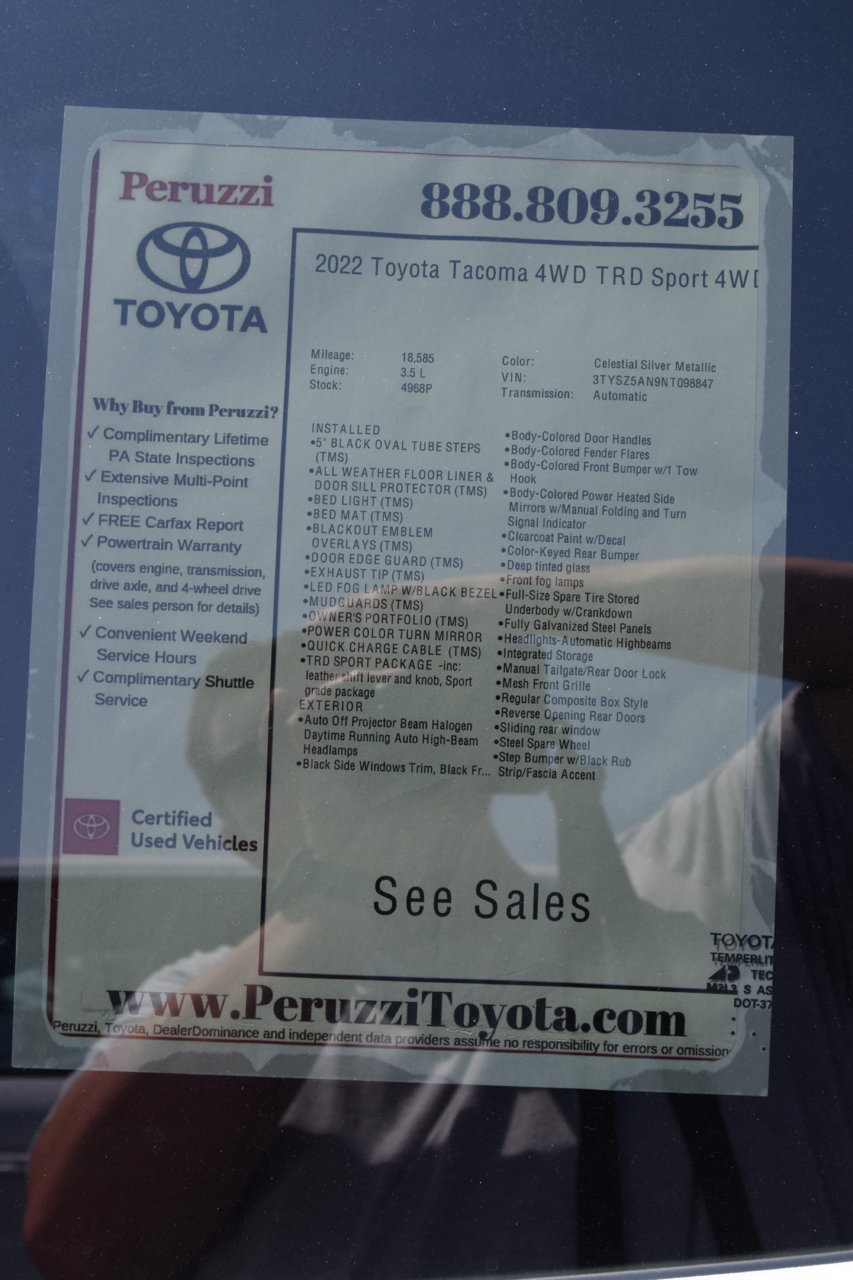 Peruzzi
TOYOTA
888.809.3255
2022 Toyota Tacoma 4WD TRD Sport 4WD
Mileage: 18,585
Engine: 3.5 L
Stock: 4968P
Color: Celestial Silver Metallic
VIN: 3TYSZ5AN9NT098847
Transmission: Automatic
Why Buy from Peruzzi?
✓ Complimentary Lifetime
PA State Inspections
✓ Extensive Multi-Point
Inspections
✓ FREE Carfax Report
✓ Powertrain Warranty
(covers engine, transmission,
drive axle, and 4-wheel drive
See sales person for details)
✓ Convenient Weekend
Service Hours
✓ Complimentary Shuttle
Service
Certified
Used Vehicles
INSTALLED
•5" BLACK OVAL TUBE STEPS
(TMS)
•ALL WEATHER FLOOR LINER &
DOOR SILL PROTECTOR (TMS)
•BED LIGHT (TMS)
•BED MAT (TMS)
•BLACKOUT EMBLEM
OVERLAYS (TMS)
•DOOR EDGE GUARD (TMS)
•EXHAUST TIP (TMS)
•LED FOG LAMP W/BLACK BEZEL
•MUDGUARDS (TMS)
•OWNER'S PORTFOLIO (TMS)
•POWER COLOR TURN MIRROR
•QUICK CHARGE CABLE (TMS)
•TRD SPORT PACKAGE -inc:
leather shift lever and knob, Sport
grade package
EXTERIOR
•Auto Off Projector Beam Halogen
Daytime Running Auto High-Beam
Headlamps
•Black Side Windows Trim, Black Fr...
•Body-Colored Door Handles
•Body-Colored Fender Flares
•Body-Colored Front Bumper w/1 Tow
Hook
•Body-Colored Power Heated Side
Mirrors w/Manual Folding and Turn
Signal Indicator
•Clearcoat Paint w/Decal
•Color-Keyed Rear Bumper
•Deep tinted glass
•Front fog lamps
•Full-Size Spare Tire Stored
Underbody w/Crankdown
•Fully Galvanized Steel Panels
•Headlights-Automatic Highbeams
•Integrated Storage
•Manual Tailgate/Rear Door Lock
•Mesh Front Grille
•Regular Composite Box Style
•Reverse Opening Rear Doors
•Sliding rear window
•Steel Spare Wheel
•Step Bumper w/Black Rub
Strip/Fascia Accent
See Sales
TOYOTA
TEMPERLIT
TEC
M2L3 S AS
DOT-37
www.PeruzziToyota.com
Peruzzi, Toyota, DealerDominance and independent data providers assume no responsibility for errors or omission